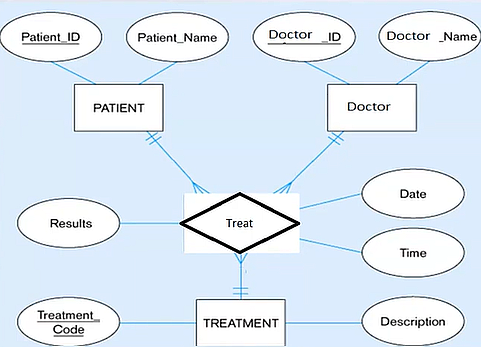 Patient_ID
Patient_Name
Doctor _ID
Doctor _Name
PATIENT
Doctor
Date
Results
Treat
Time
Treatment_
Code
TREATMENT
Description